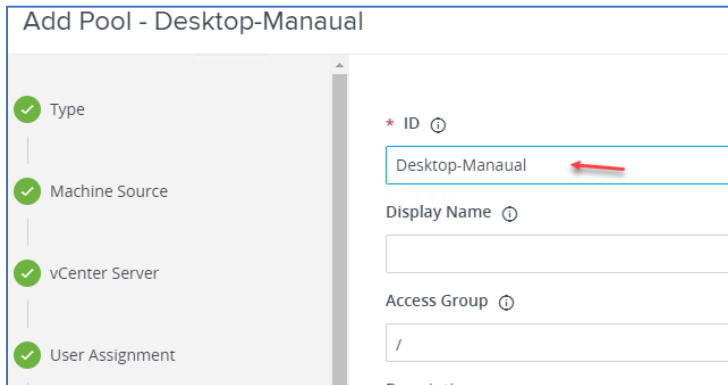 Add Pool - Desktop-Manaual
Type
Machine Source
vCenter Server
User Assignment
* ID
Desktop-Manaual
Display Name
Access Group
/